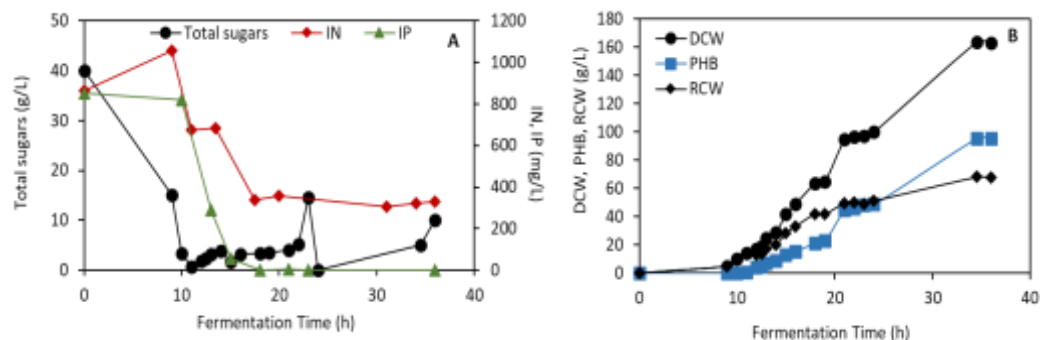 50
40
30
20
10
0
Total sugars (g/L)
Total sugars IN IP A
1200
1000
800
600
400
200
0
IN, IP (mg/L)
0 10 20 30 40
Fermentation Time (h)
180
160
140
120
100
80
60
40
20
0
DCW, PHB, RCW (g/L)
DCW B
PHB
RCW
0 10 20 30 40
Fermentation Time (h)